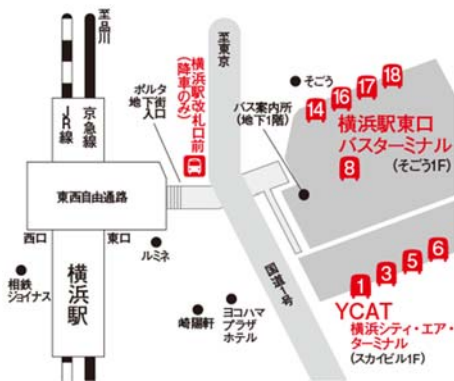 至品川
JR線
京急線
ポルタ
地下街
入口
横浜駅改札口前
(降車のみ)
至東京
そごう
バス案内所
(地下1階)
14
16
17
18
横浜駅東口
バスターミナル
8
(そごう1F)
東西自由通路
西口
東口
ルミネ
相鉄
ジョイナス
横浜駅
崎陽軒
ヨコハマ
プラザ
ホテル
国道1号
1
3
5
6
YCAT
横浜シティ・エア・
ターミナル
(スカイビル1F)